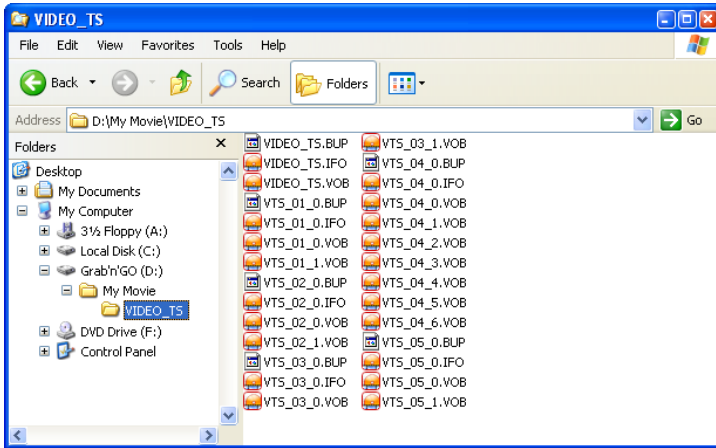 VIDEO_TS
File Edit View Favorites Tools Help
Back Search Folders
Address D:\My Movie\VIDEO_TS Go
Folders
Desktop
My Documents
My Computer
3½ Floppy (A:)
Local Disk (C:)
Grab'n'GO (D:)
My Movie
VIDEO_TS
DVD Drive (F:)
Control Panel
VIDEO_TS.BUP
VIDEO_TS.IFO
VIDEO_TS.VOB
VTS_01_0.BUP
VTS_01_0.IFO
VTS_01_0.VOB
VTS_01_1.VOB
VTS_02_0.BUP
VTS_02_0.IFO
VTS_02_0.VOB
VTS_02_1.VOB
VTS_03_0.BUP
VTS_03_0.IFO
VTS_03_0.VOB
VTS_03_1.VOB
VTS_04_0.BUP
VTS_04_0.IFO
VTS_04_0.VOB
VTS_04_1.VOB
VTS_04_2.VOB
VTS_04_3.VOB
VTS_04_4.VOB
VTS_04_5.VOB
VTS_04_6.VOB
VTS_05_0.BUP
VTS_05_0.IFO
VTS_05_0.VOB
VTS_05_1.VOB